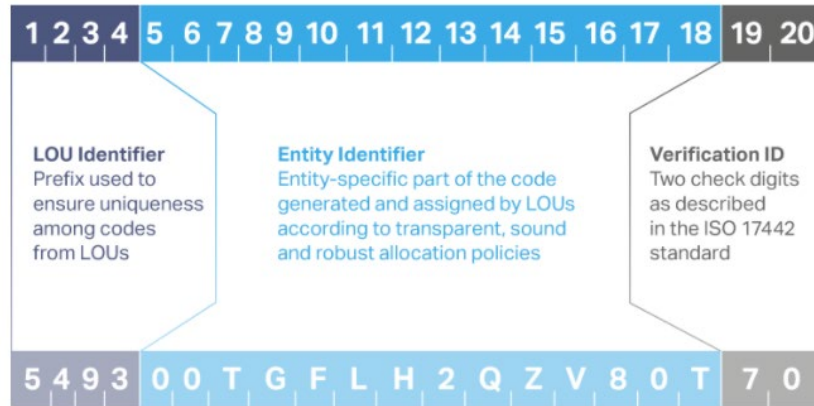 1 2 3 4 5 6 7 8 9 10 11 12 13 14 15 16 17 18 19 20
LOU Identifier
Prefix used to
ensure uniqueness
among codes
from LOUs
Entity Identifier
Entity-specific part of the code
generated and assigned by LOUs
according to transparent, sound
and robust allocation policies
Verification ID
Two check digits
as described
in the ISO 17442
standard
5 4 9 3 0 0 T G F L H 2 Q Z V 8 0 T 7 0